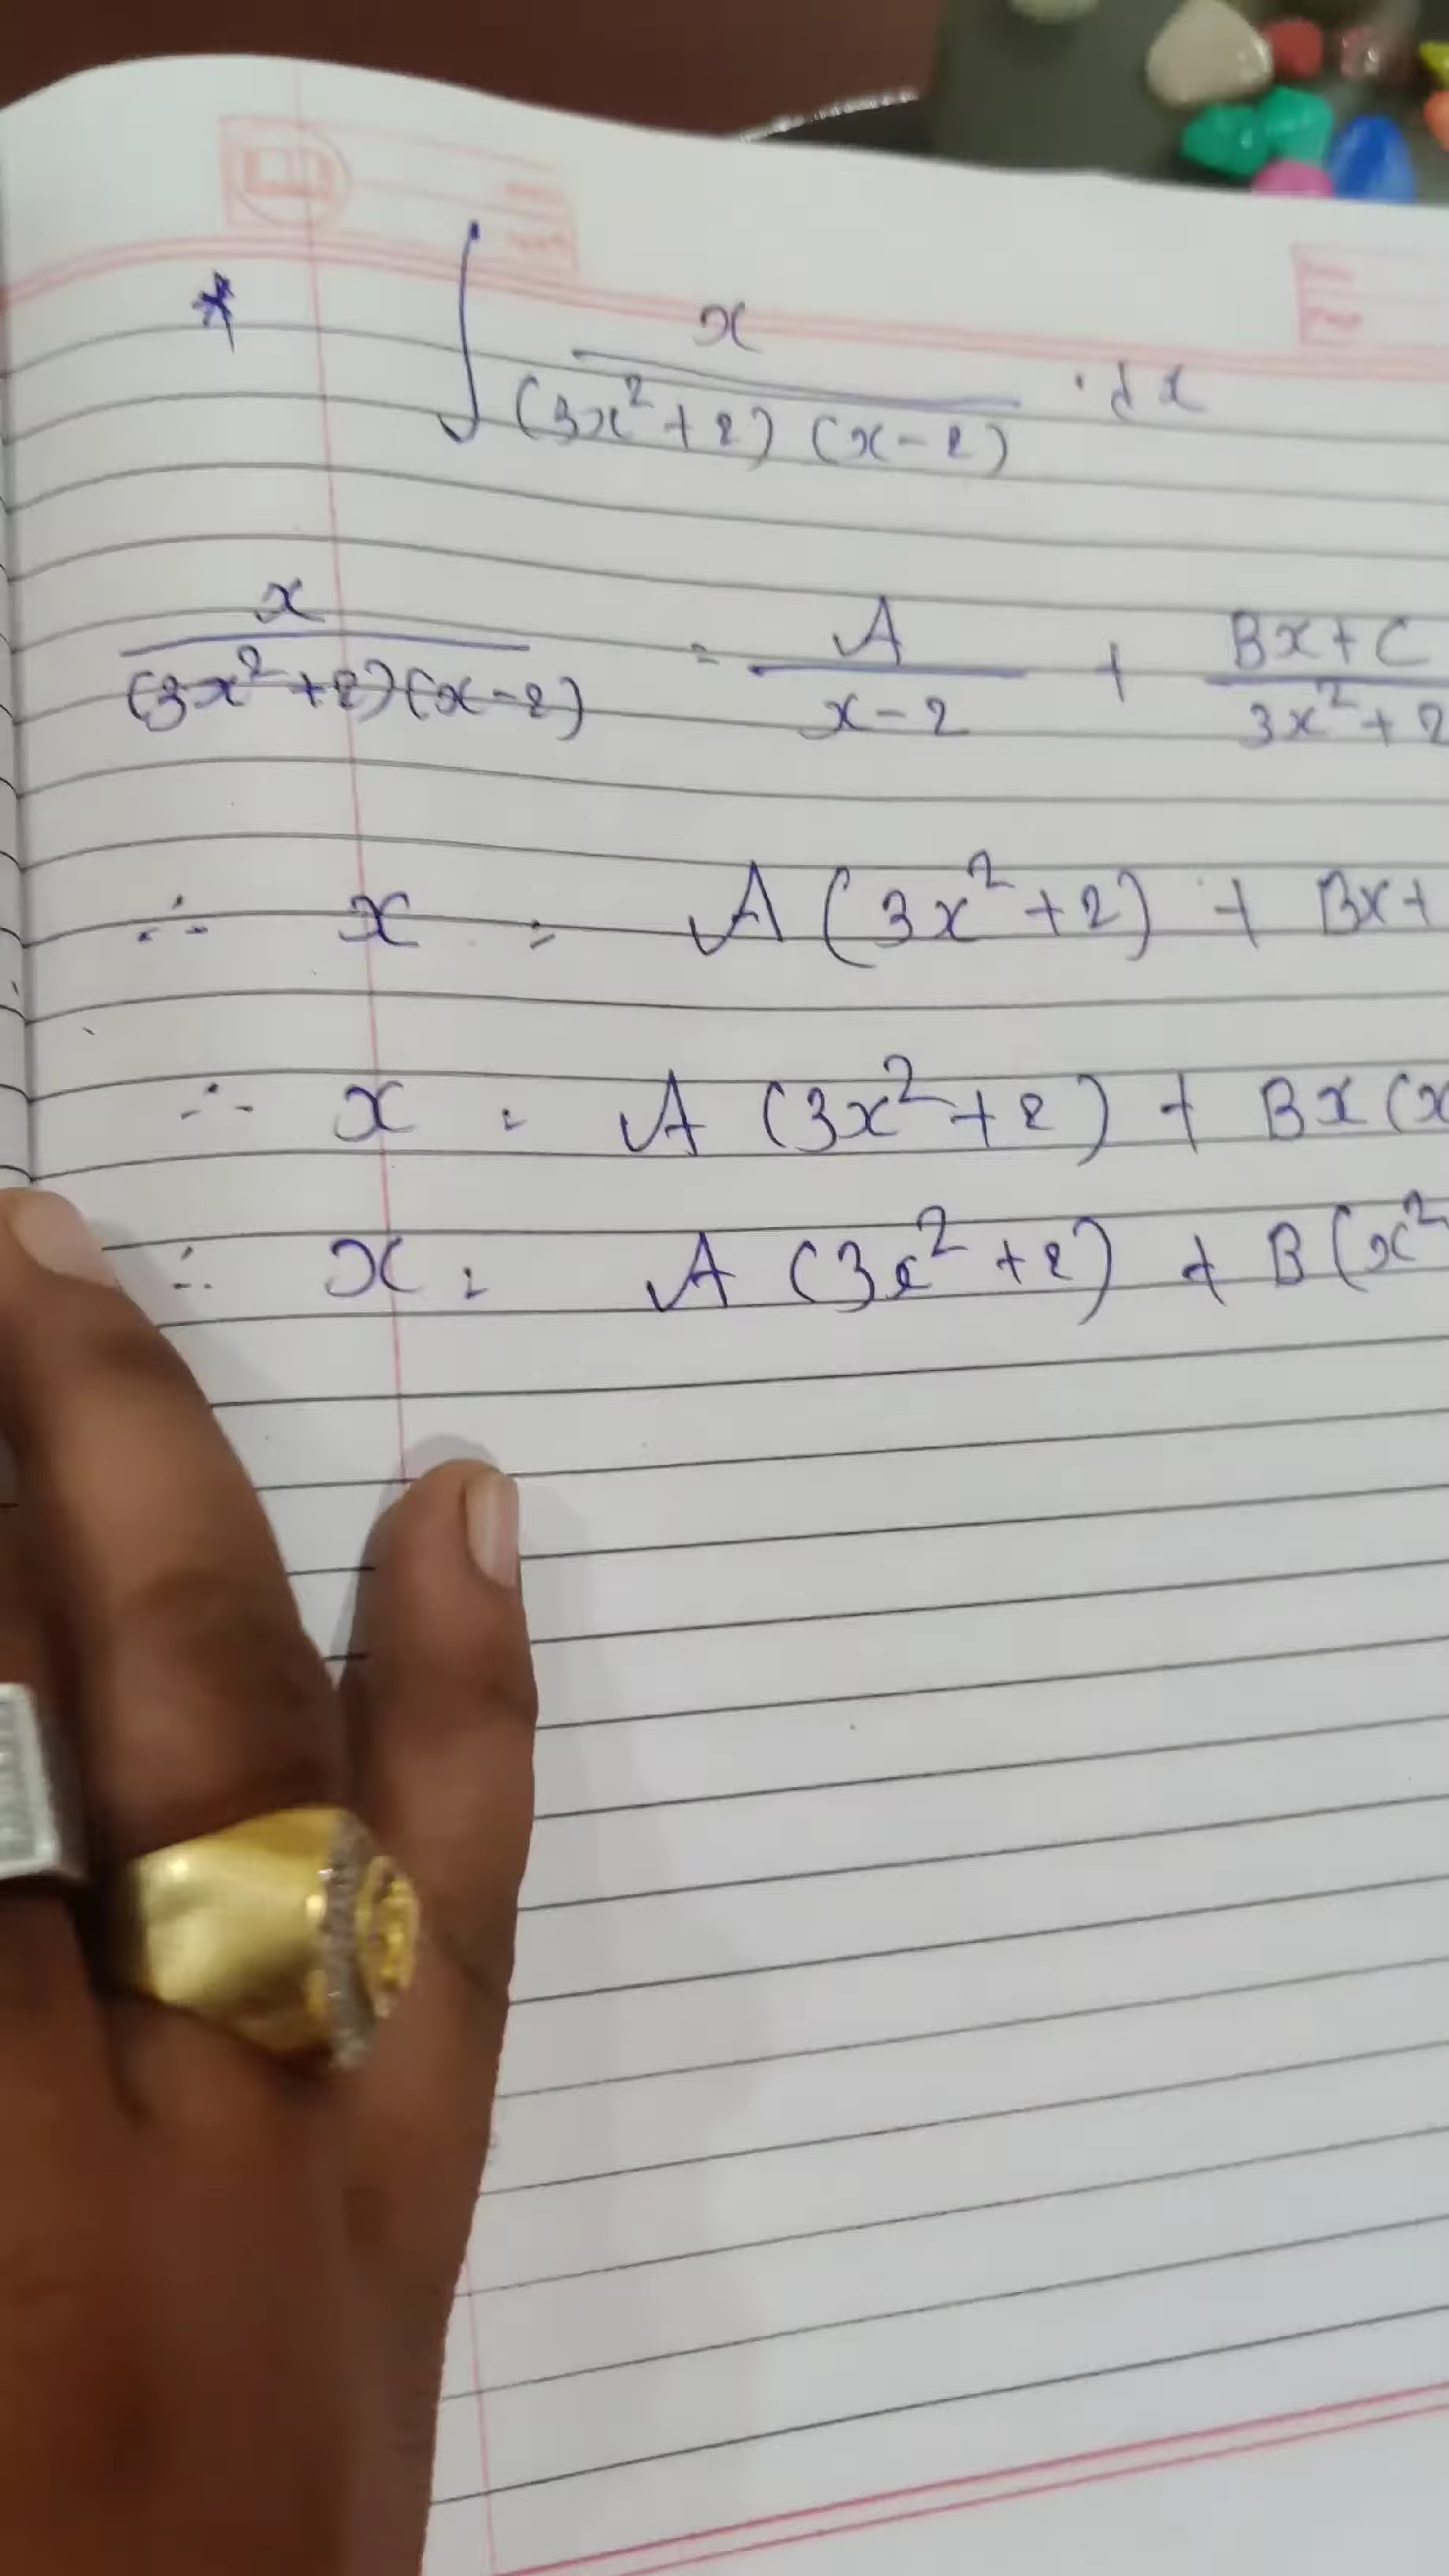 * ∫ x / (3x² + 2) (x - 2) · dx
x / (3x² + 2)(x - 2) = A / x - 2 + Bx + C / 3x² + 2
∴ x = A (3x² + 2) + Bx +
∴ x = A (3x² + 2) + Bx (x
∴ x = A (3x² + 2) + B (x²